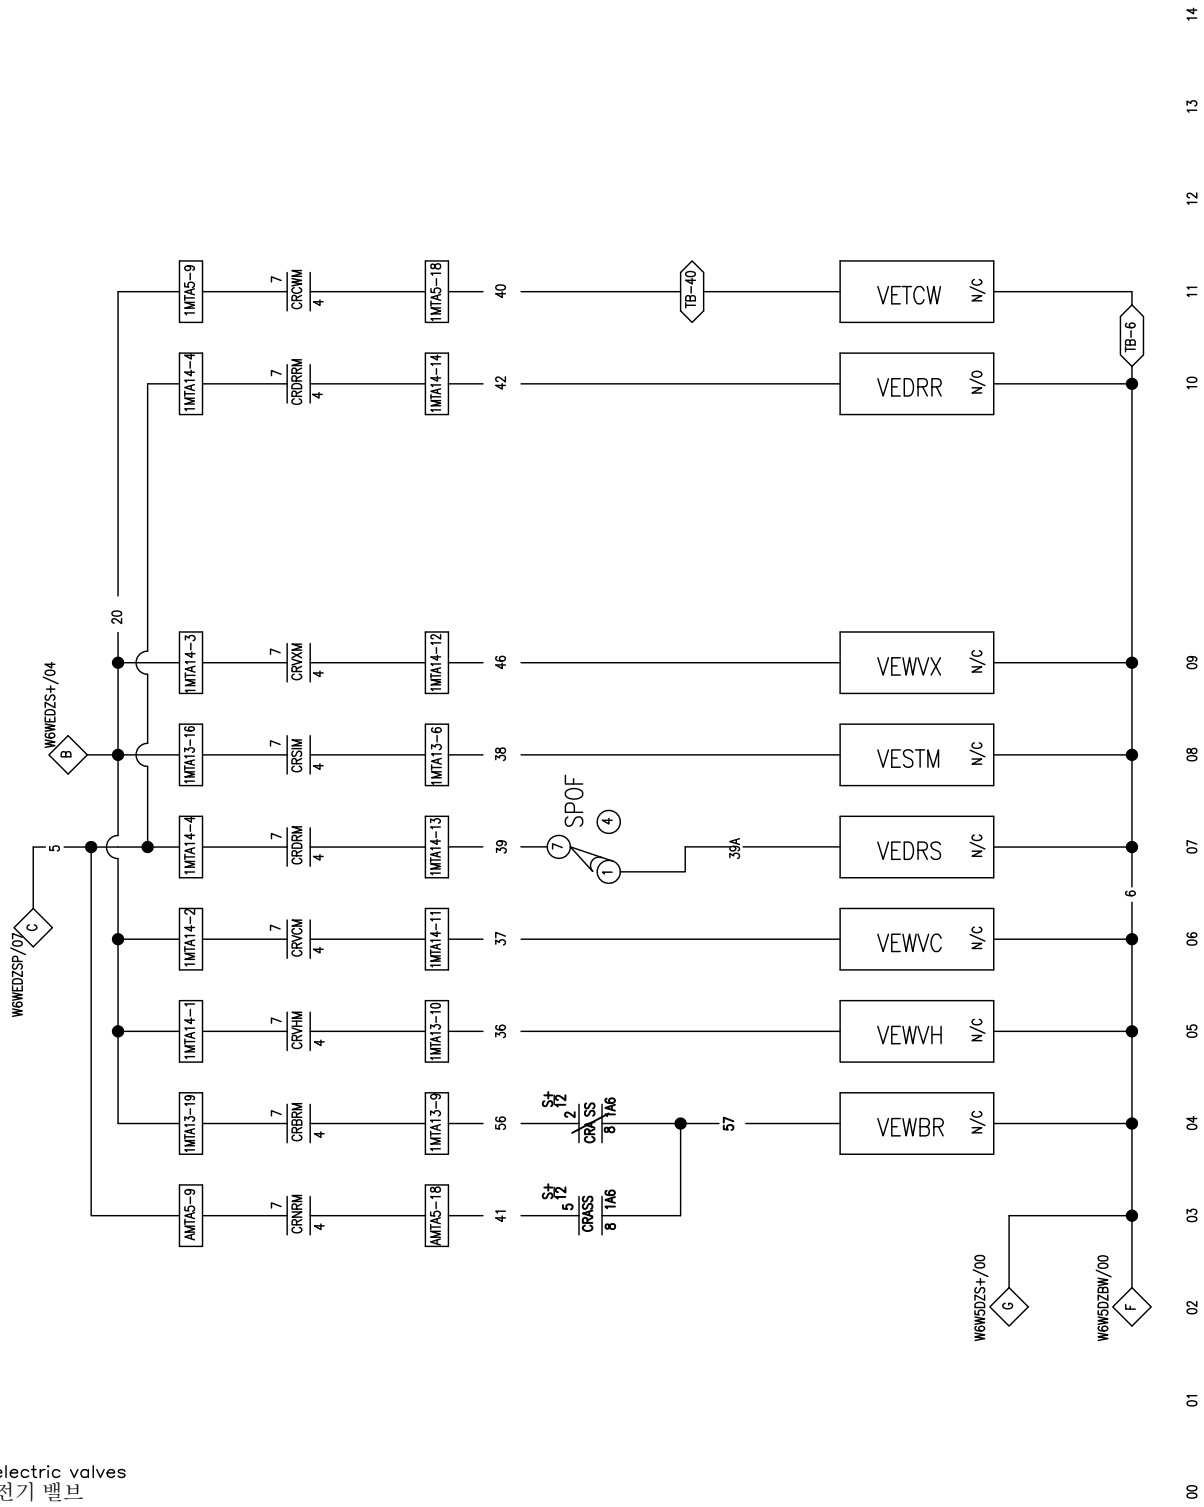 14
13
12
11
10
09
08
07
06
05
04
03
02
01
00
1MTA5-9
7
CRCWM
4
1MTA5-18
40
TB-40
VETCW
N/C
TB-6
1MTA14-4
7
CRDRRM
4
1MTA14-14
42
VEDRR
N/O
20
1MTA14-3
7
CRVXM
4
1MTA14-12
46
VEWVX
N/C
W6WEDZS+/04
B
1MTA13-16
7
CRSIM
4
1MTA13-6
38
VESTM
N/C
5
1MTA14-4
7
CRDRM
4
1MTA14-13
39
7
SPOF
4
1
39A
VEDRS
N/C
6
W6WEDZSP/07
C
1MTA14-2
7
CRVCM
4
1MTA14-11
37
VEWVC
N/C
1MTA14-1
7
CRVHM
4
1MTA13-10
36
VEWVH
N/C
1MTA13-19
7
CRBRM
4
1MTA13-9
56
S+
12
2
CRASS
8 1A6
57
VEWBR
N/C
AMTA5-9
7
CRNRM
4
AMTA5-18
41
S+
12
5
CRASS
8 1A6
W6W5DZS+/00
G
W6W5DZBW/00
F
electric valves
전기 밸브